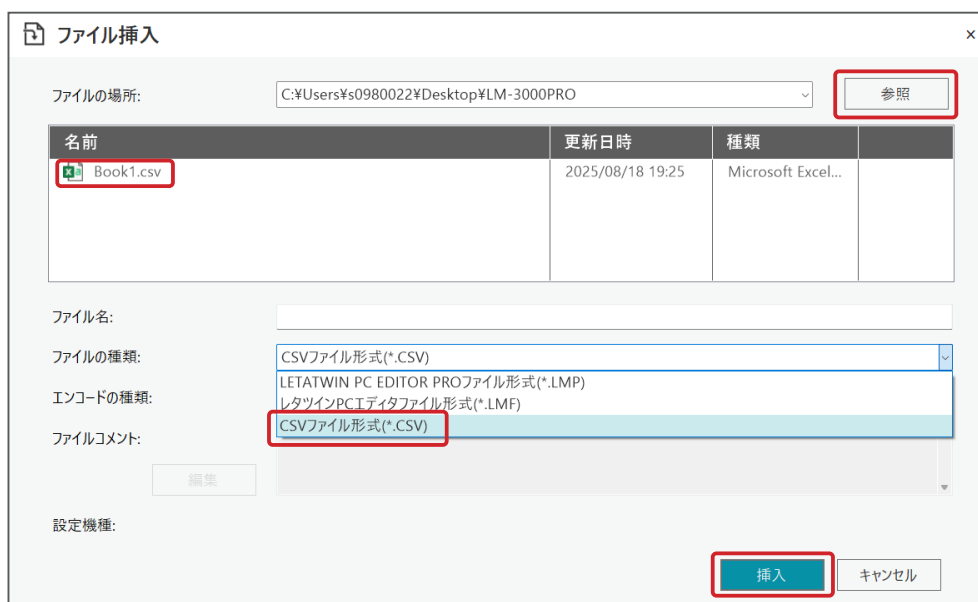 ファイル挿入
×
ファイルの場所:
C:¥Users¥s0980022¥Desktop¥LM-3000PRO
参照
名前 更新日時 種類
Book1.csv 2025/08/18 19:25 Microsoft Excel...
ファイル名:
ファイルの種類:
CSVファイル形式(*.CSV)
LETATWIN PC EDITOR PROファイル形式(*.LMP)
エンコードの種類:
レタツインPCエディタファイル形式(*.LMF)
CSVファイル形式(*.CSV)
ファイルコメント:
編集
設定機種:
挿入
キャンセル